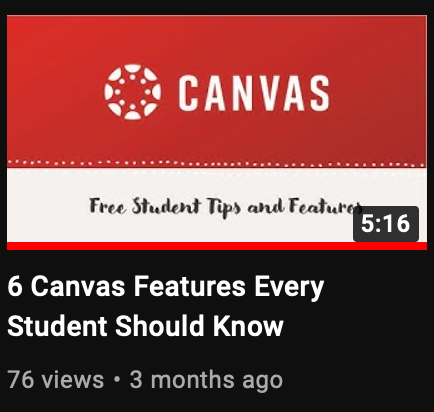 CANVAS
Free Student Tips and Features
5:16
6 Canvas Features Every
Student Should Know
76 views • 3 months ago